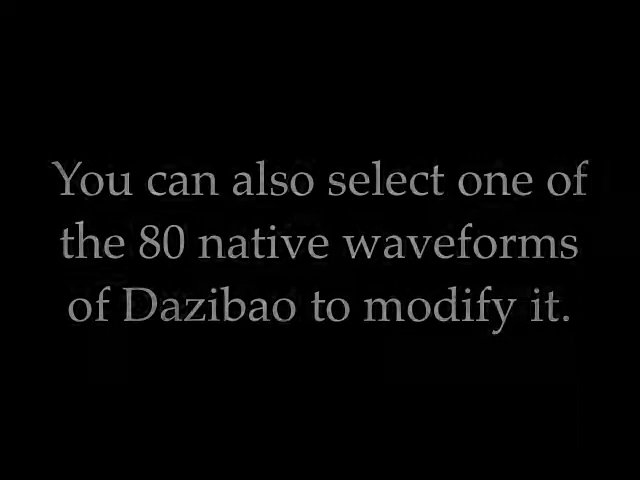 You can also select one of
the 80 native waveforms
of Dazibao to modify it.